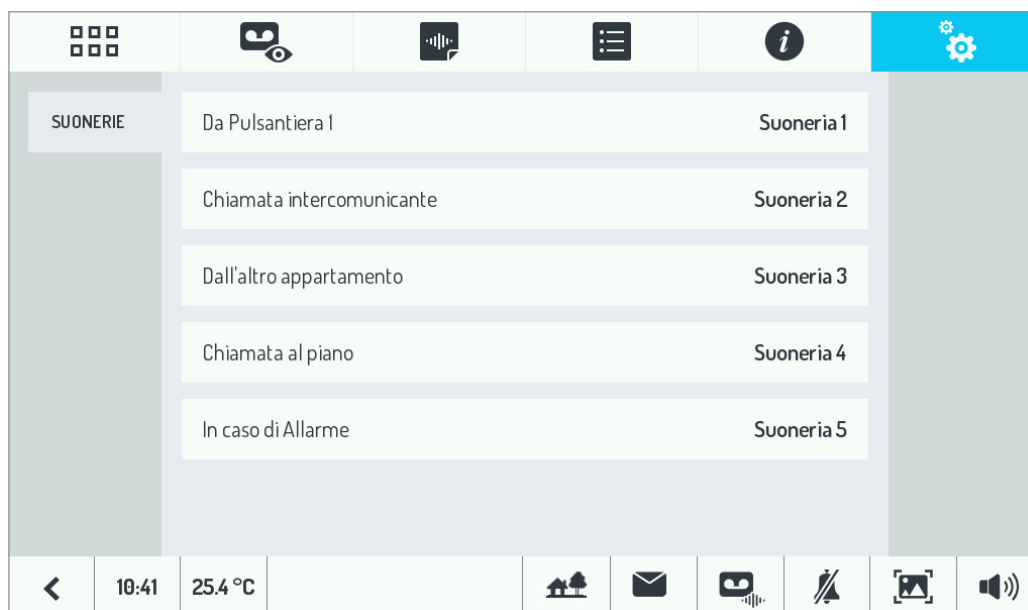 SUONERIE
Da Pulsantiera 1 Suoneria 1
Chiamata intercomunicante Suoneria 2
Dall'altro appartamento Suoneria 3
Chiamata al piano Suoneria 4
In caso di Allarme Suoneria 5
10:41 25.4 °C